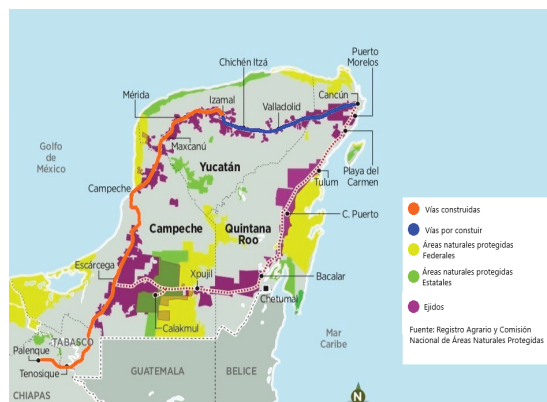 Puerto
Morelos
Chichén Itzá
Cancún
Izamal
Mérida
Valladolid
Maxcanú
Golfo
de
México
Yucatán
Playa del
Carmen
Tulum
Campeche
Campeche
Quintana
Roo
C. Puerto
Escárcega
Xpujil
Bacalar
Chetumal
Calakmul
Mar
Caribe
TABASCO
Palenque
Tenosique
GUATEMALA
BELICE
CHIAPAS
N
Vías construidas
Vías por constuir
Áreas naturales protegidas
Federales
Áreas naturales protegidas
Estatales
Ejidos
Fuente: Registro Agrario y Comisión
Nacional de Áreas Naturales Protegidas